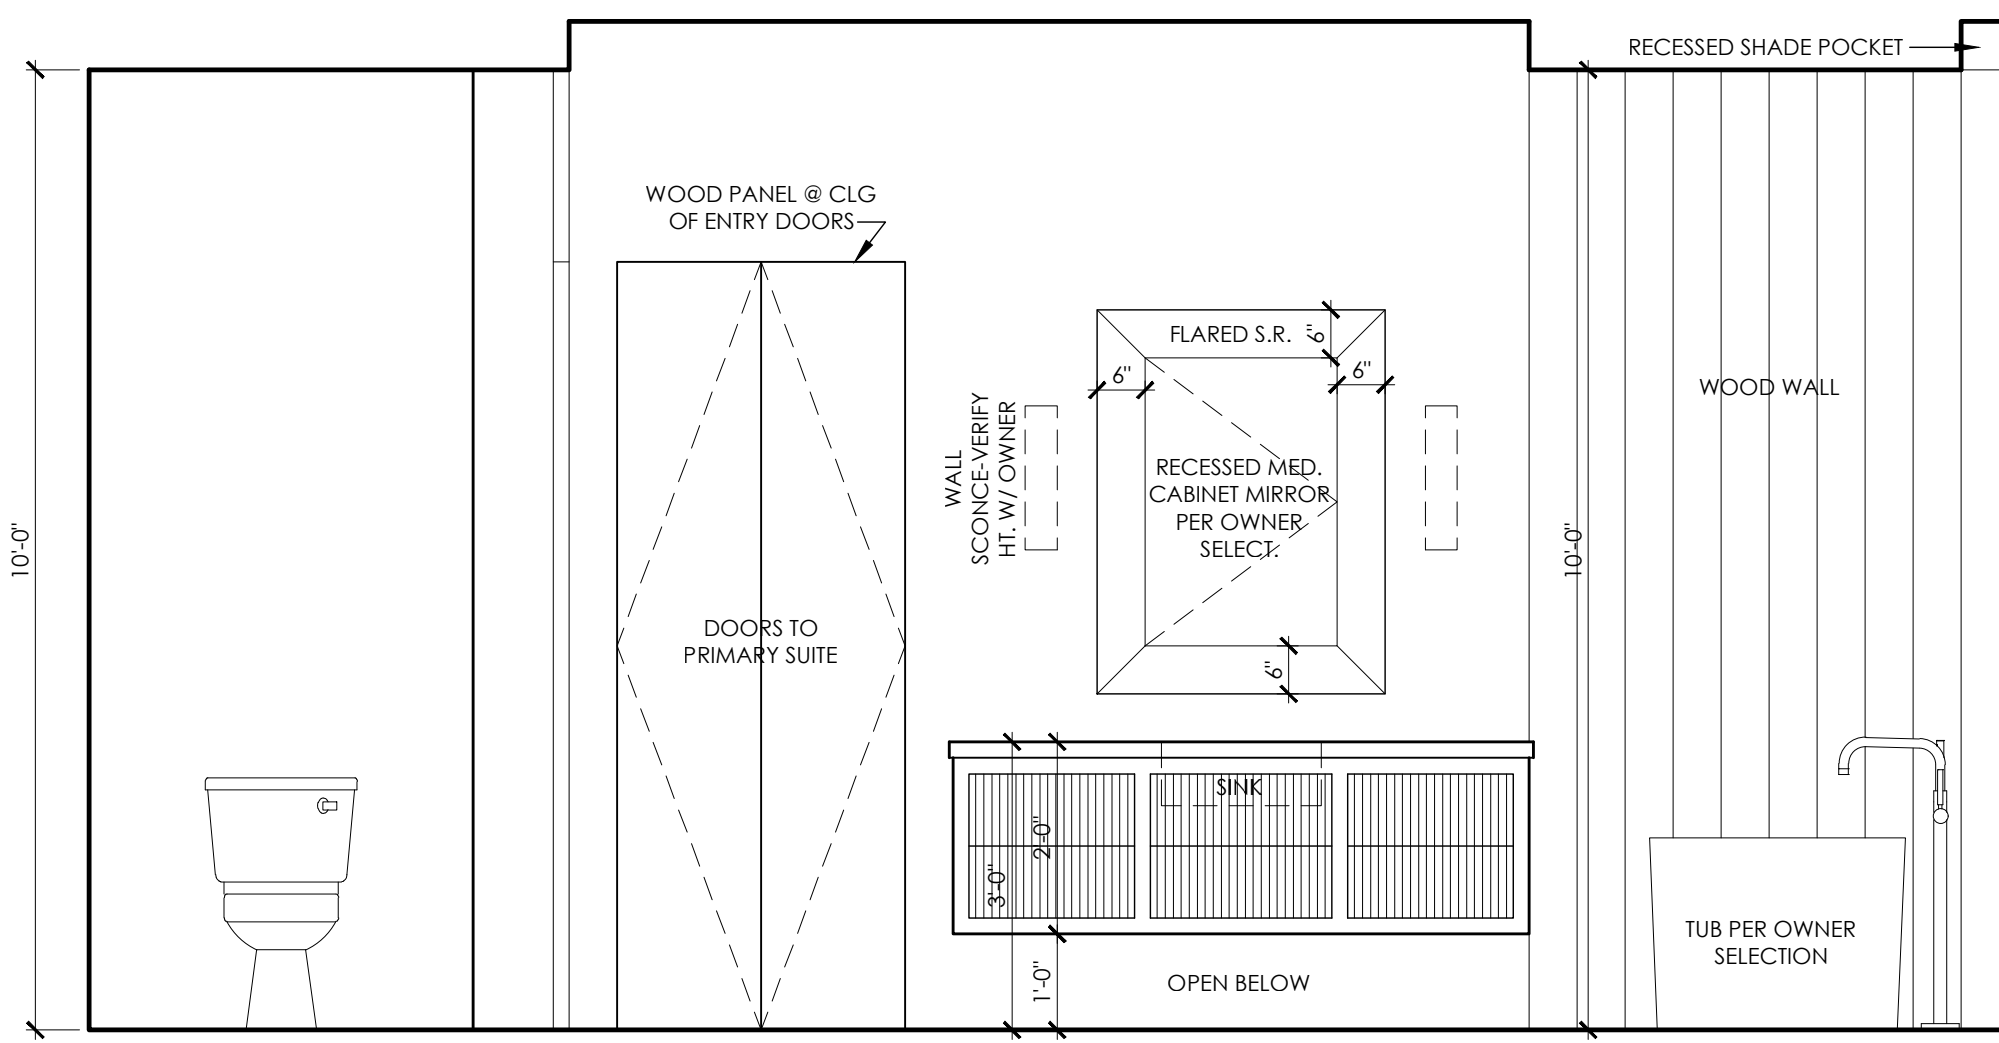 RECESSED SHADE POCKET
WOOD PANEL @ CLG
OF ENTRY DOORS
FLARED S.R.
6"
6"
6"
WOOD WALL
WALL
SCONCE-VERIFY
HT. W/ OWNER
RECESSED MED.
CABINET MIRROR
PER OWNER
SELECT.
10'-0"
10'-0"
DOORS TO
PRIMARY SUITE
6"
SINK
2'-0"
3'-0"
TUB PER OWNER
SELECTION
1'-0"
OPEN BELOW